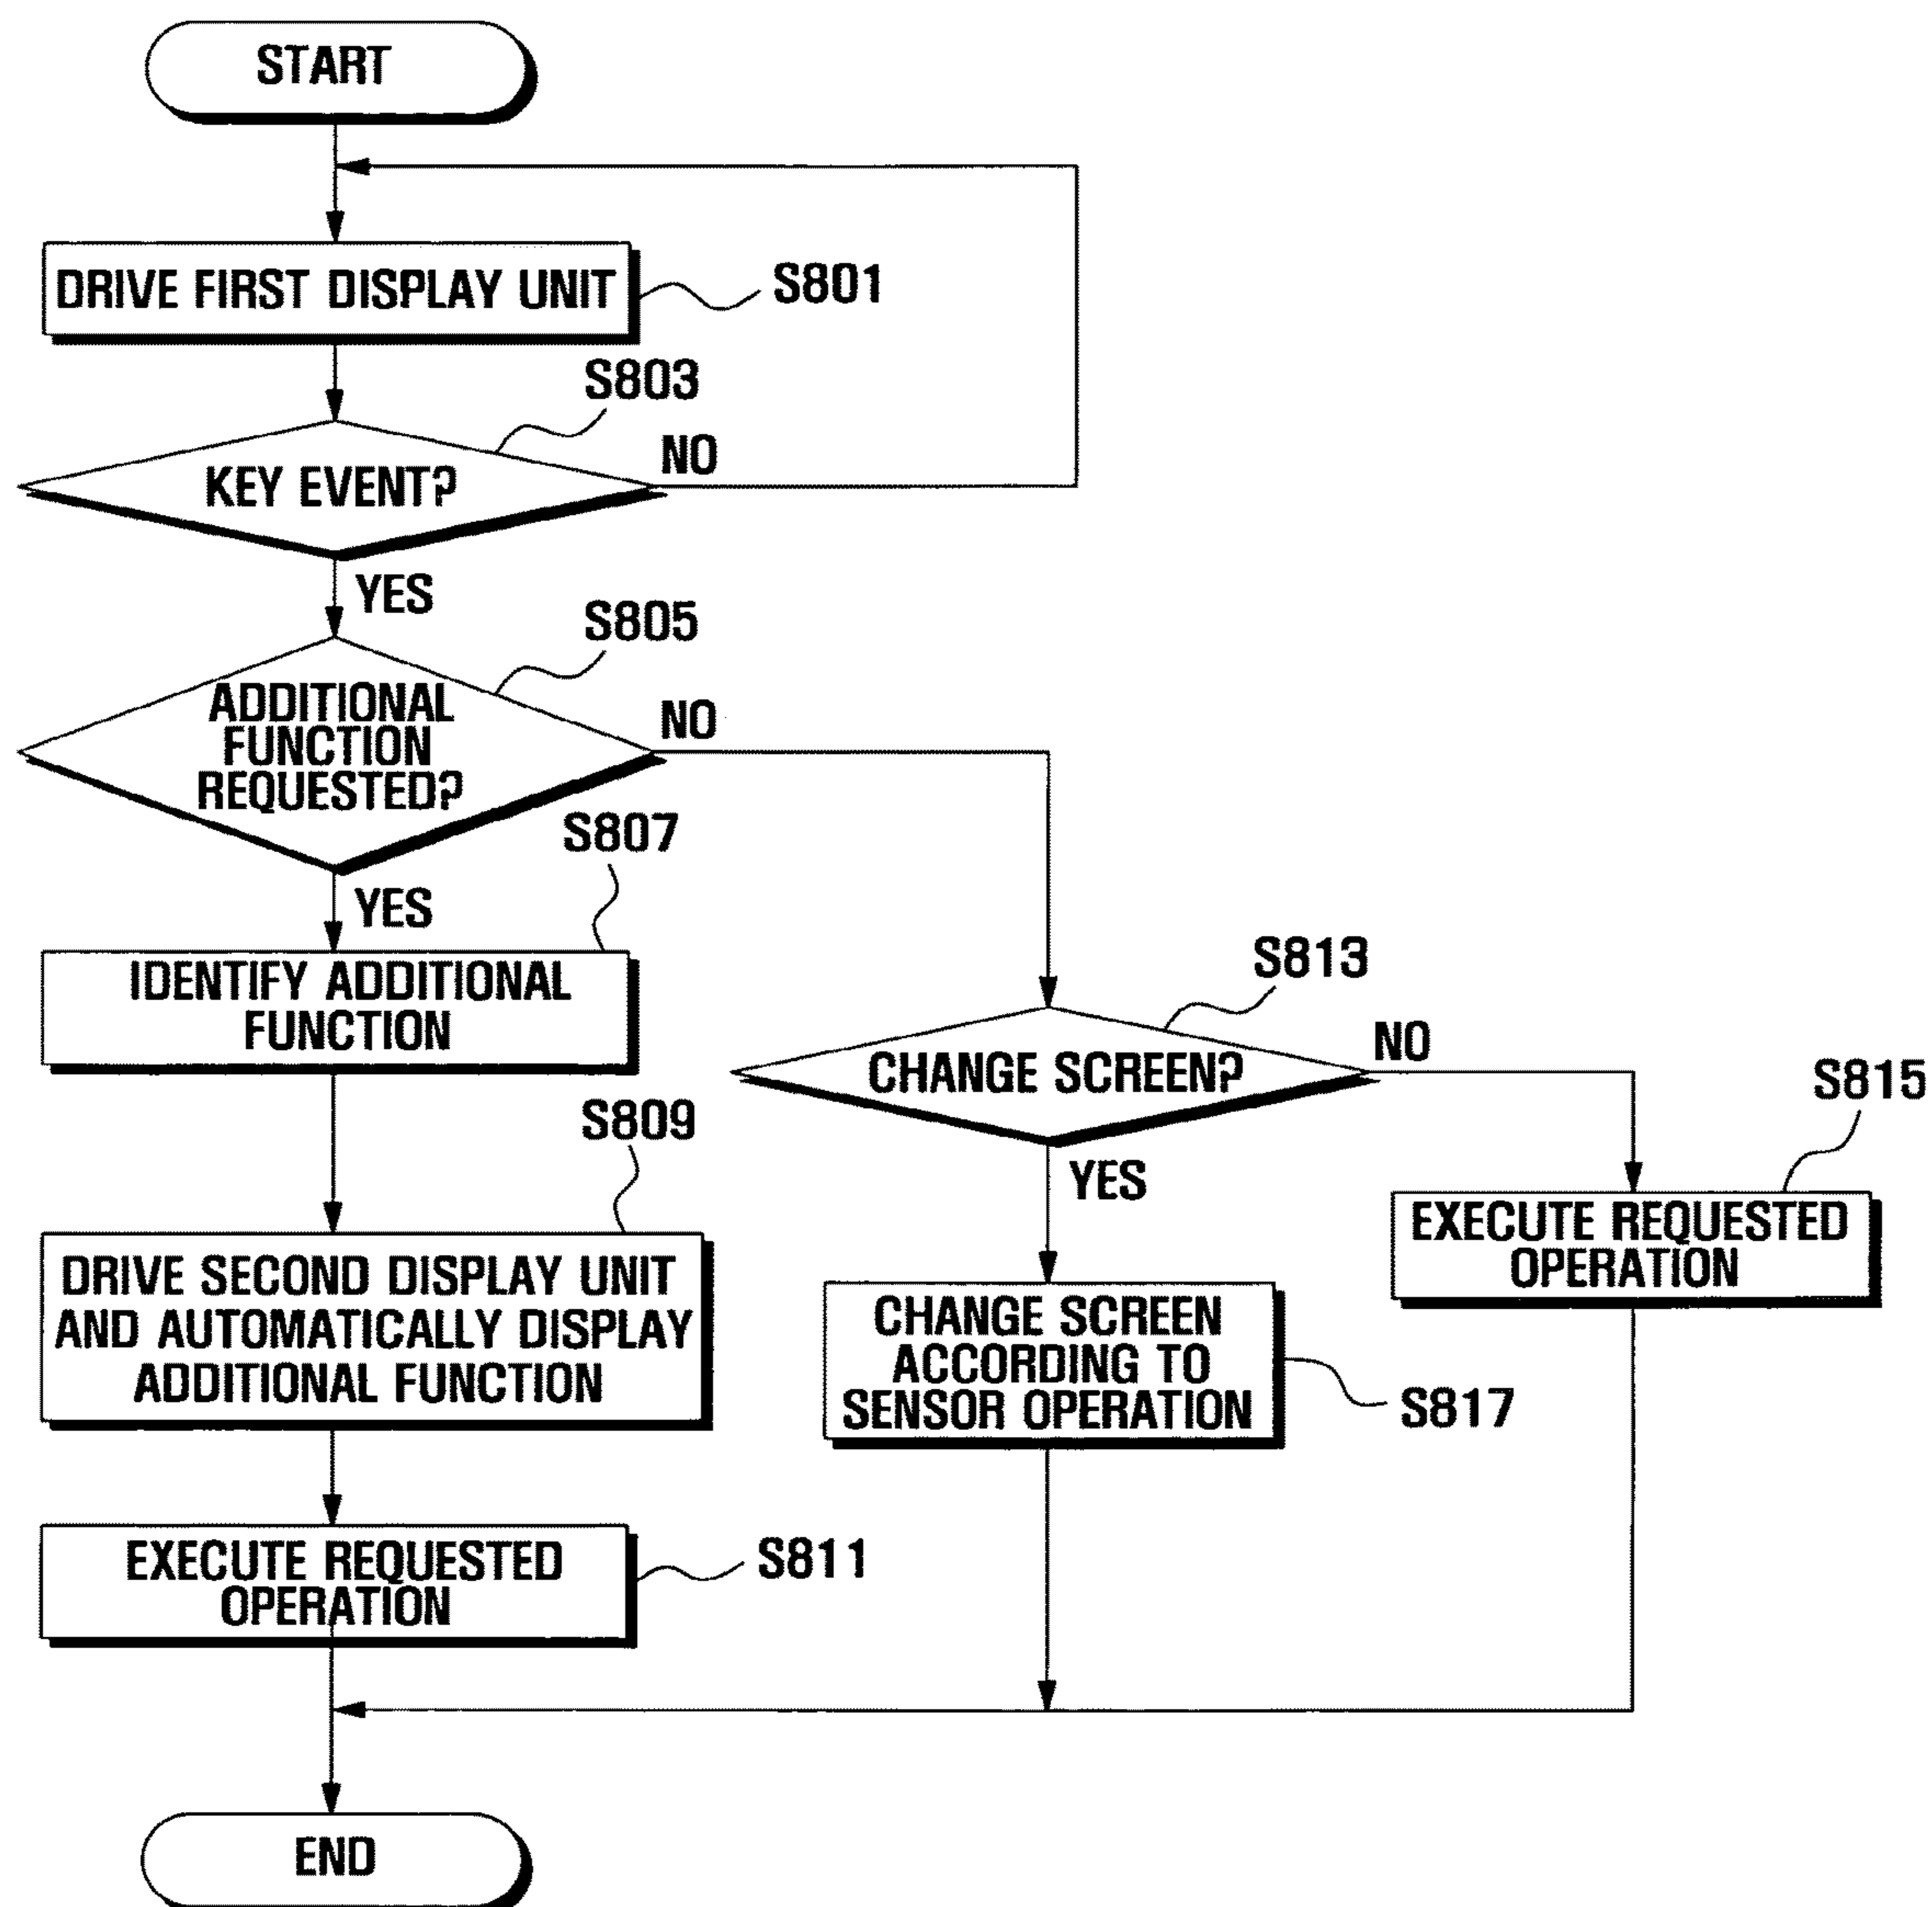 START
DRIVE FIRST DISPLAY UNIT
S801
S803
KEY EVENT?
NO
YES
S805
ADDITIONAL
FUNCTION
REQUESTED?
NO
S807
YES
IDENTIFY ADDITIONAL
FUNCTION
S813
CHANGE SCREEN?
NO
S815
YES
EXECUTE REQUESTED
OPERATION
S809
DRIVE SECOND DISPLAY UNIT
AND AUTOMATICALLY DISPLAY
ADDITIONAL FUNCTION
CHANGE SCREEN
ACCORDING TO
SENSOR OPERATION
S817
EXECUTE REQUESTED
OPERATION
S811
END